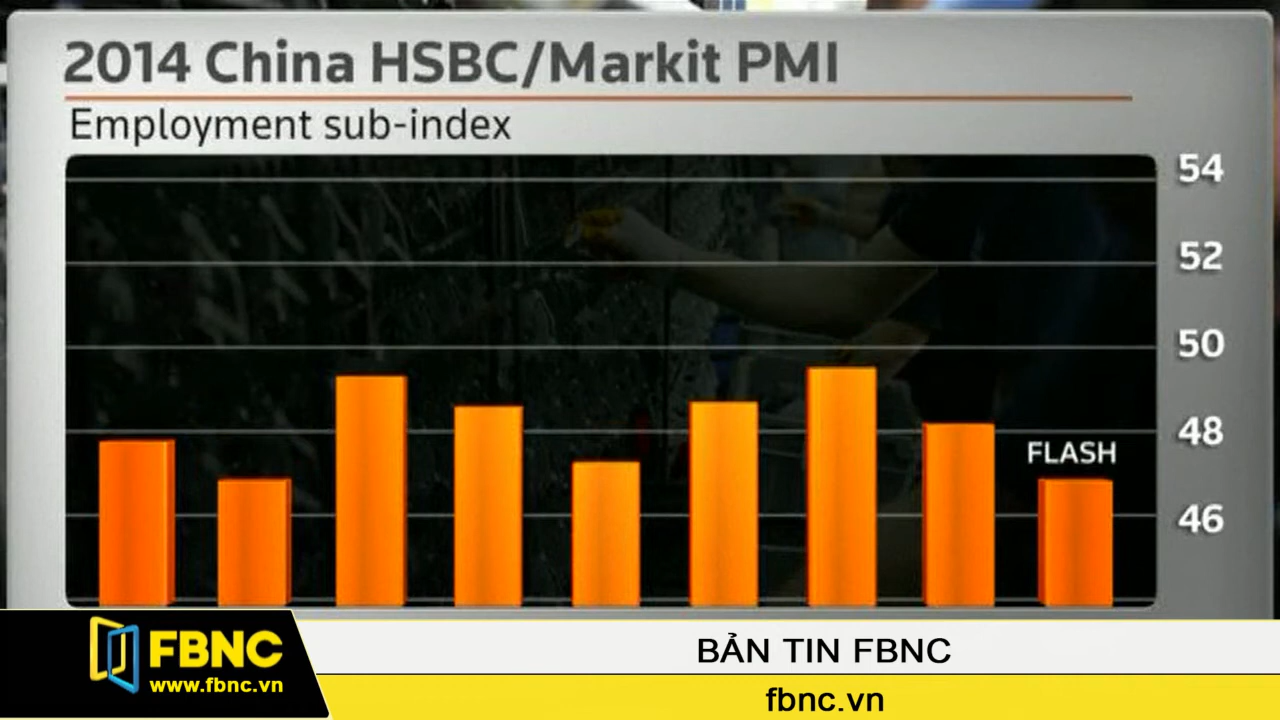 2014 China HSBC/Markit PMI
Employment sub-index
54
52
50
48
46
FLASH
FBNC
www.fbnc.vn
BẢN TIN FBNC
fbnc.vn